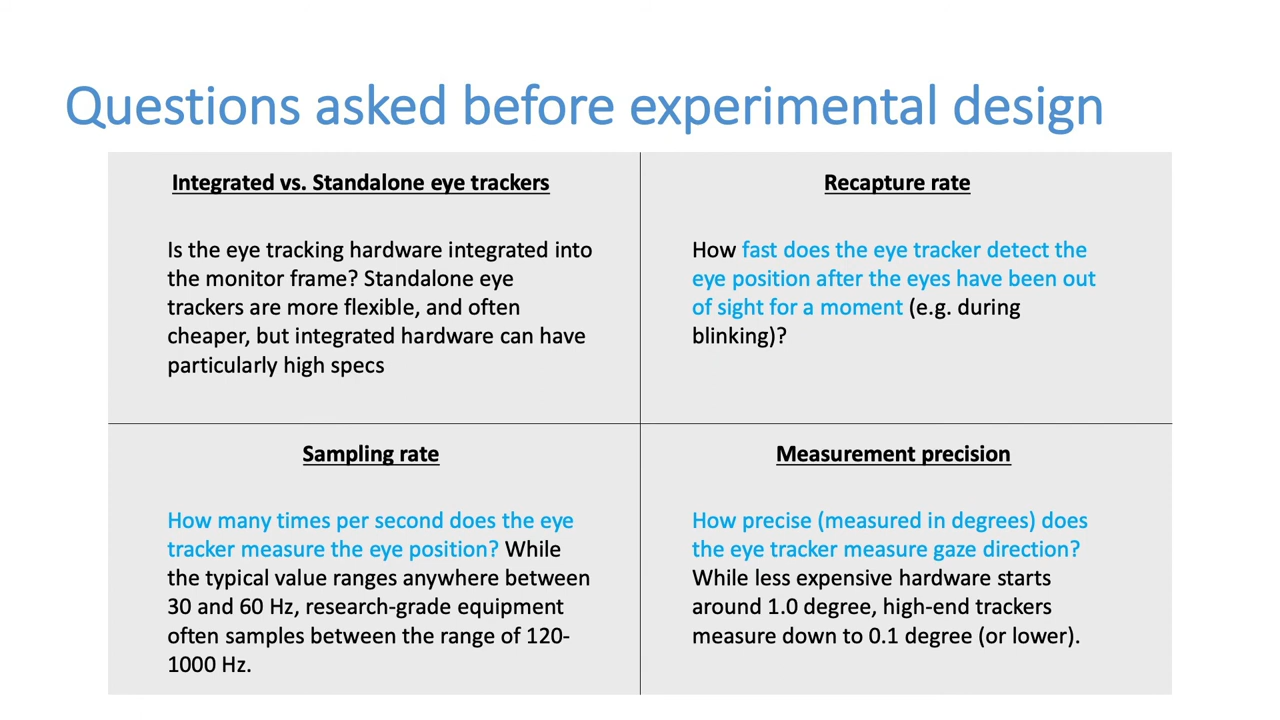 Questions asked before experimental design
Integrated vs. Standalone eye trackers
Is the eye tracking hardware integrated into
the monitor frame? Standalone eye
trackers are more flexible, and often
cheaper, but integrated hardware can have
particularly high specs
Recapture rate
How fast does the eye tracker detect the
eye position after the eyes have been out
of sight for a moment (e.g. during
blinking)?
Sampling rate
How many times per second does the eye
tracker measure the eye position? While
the typical value ranges anywhere between
30 and 60 Hz, research-grade equipment
often samples between the range of 120-
1000 Hz.
Measurement precision
How precise (measured in degrees) does
the eye tracker measure gaze direction?
While less expensive hardware starts
around 1.0 degree, high-end trackers
measure down to 0.1 degree (or lower).